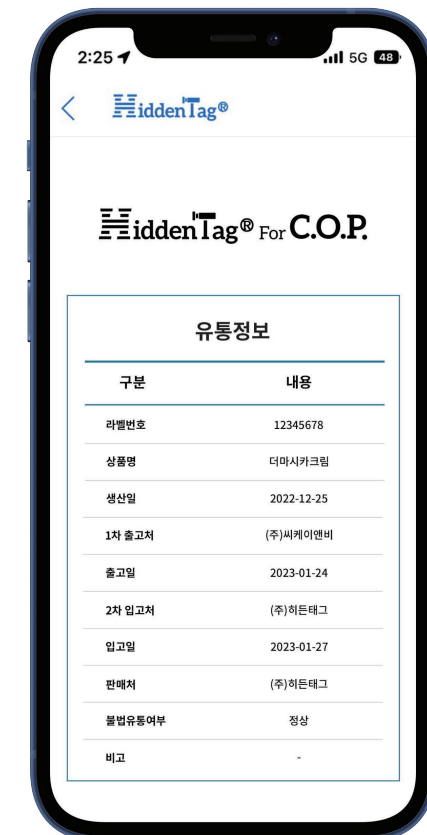 2:25
5G 48
HiddenTag®
HiddenTag® For C.O.P.
유통정보
구분 내용
라벨번호 12345678
상품명 더마시카크림
생산일 2022-12-25
1차 출고처 (주)씨케이앤비
출고일 2023-01-24
2차 입고처 (주)히든태그
입고일 2023-01-27
판매처 (주)히든태그
불법유통여부 정상
비고 -